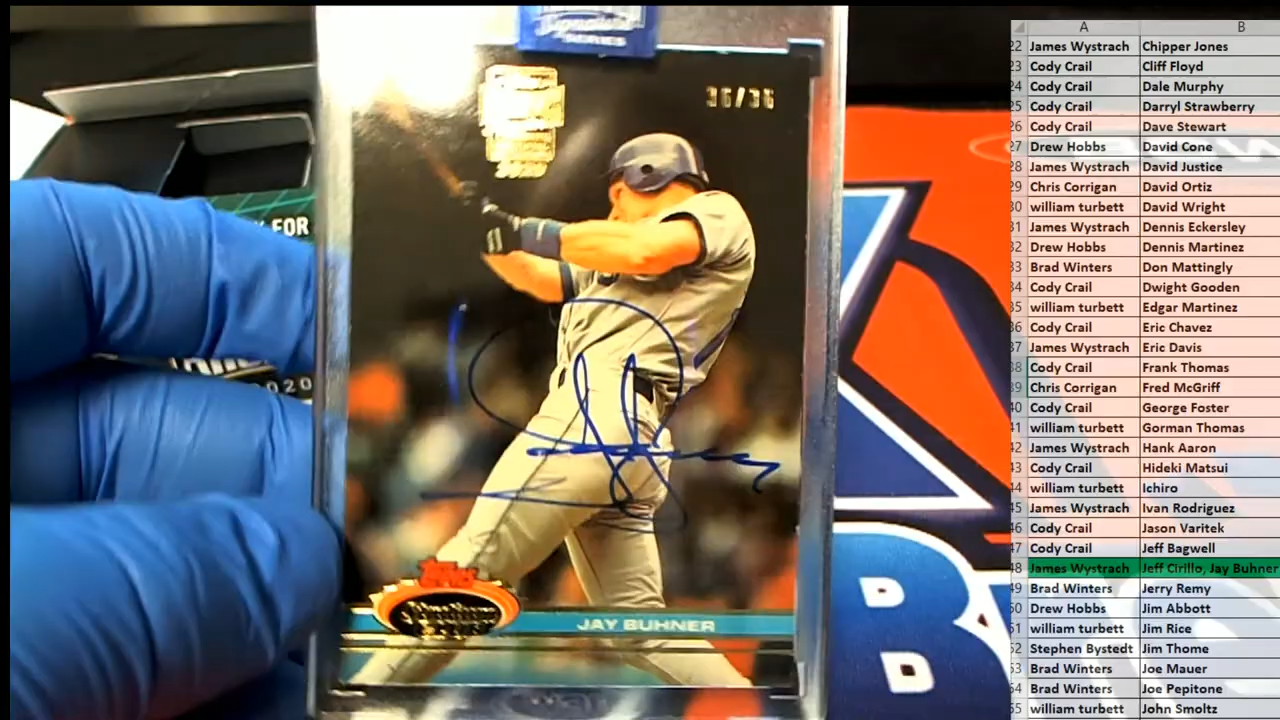 SERIES
36/36
2020
K FOR
2020
Topps
JAY BUHNER
A B
22 James Wystrach Chipper Jones
23 Cody Crail Cliff Floyd
24 Cody Crail Dale Murphy
25 Cody Crail Darryl Strawberry
26 Cody Crail Dave Stewart
27 Drew Hobbs David Cone
28 James Wystrach David Justice
29 Chris Corrigan David Ortiz
30 william turbett David Wright
31 James Wystrach Dennis Eckersley
32 Drew Hobbs Dennis Martinez
33 Brad Winters Don Mattingly
34 Cody Crail Dwight Gooden
35 william turbett Edgar Martinez
36 Cody Crail Eric Chavez
37 James Wystrach Eric Davis
38 Cody Crail Frank Thomas
39 Chris Corrigan Fred McGriff
40 Cody Crail George Foster
41 william turbett Gorman Thomas
42 James Wystrach Hank Aaron
43 Cody Crail Hideki Matsui
44 william turbett Ichiro
45 James Wystrach Ivan Rodriguez
46 Cody Crail Jason Varitek
47 Cody Crail Jeff Bagwell
48 James Wystrach Jeff Cirillo, Jay Buhner
49 Brad Winters Jerry Remy
50 Drew Hobbs Jim Abbott
51 william turbett Jim Rice
52 Stephen Bystedt Jim Thome
53 Brad Winters Joe Mauer
54 Brad Winters Joe Pepitone
55 william turbett John Smoltz